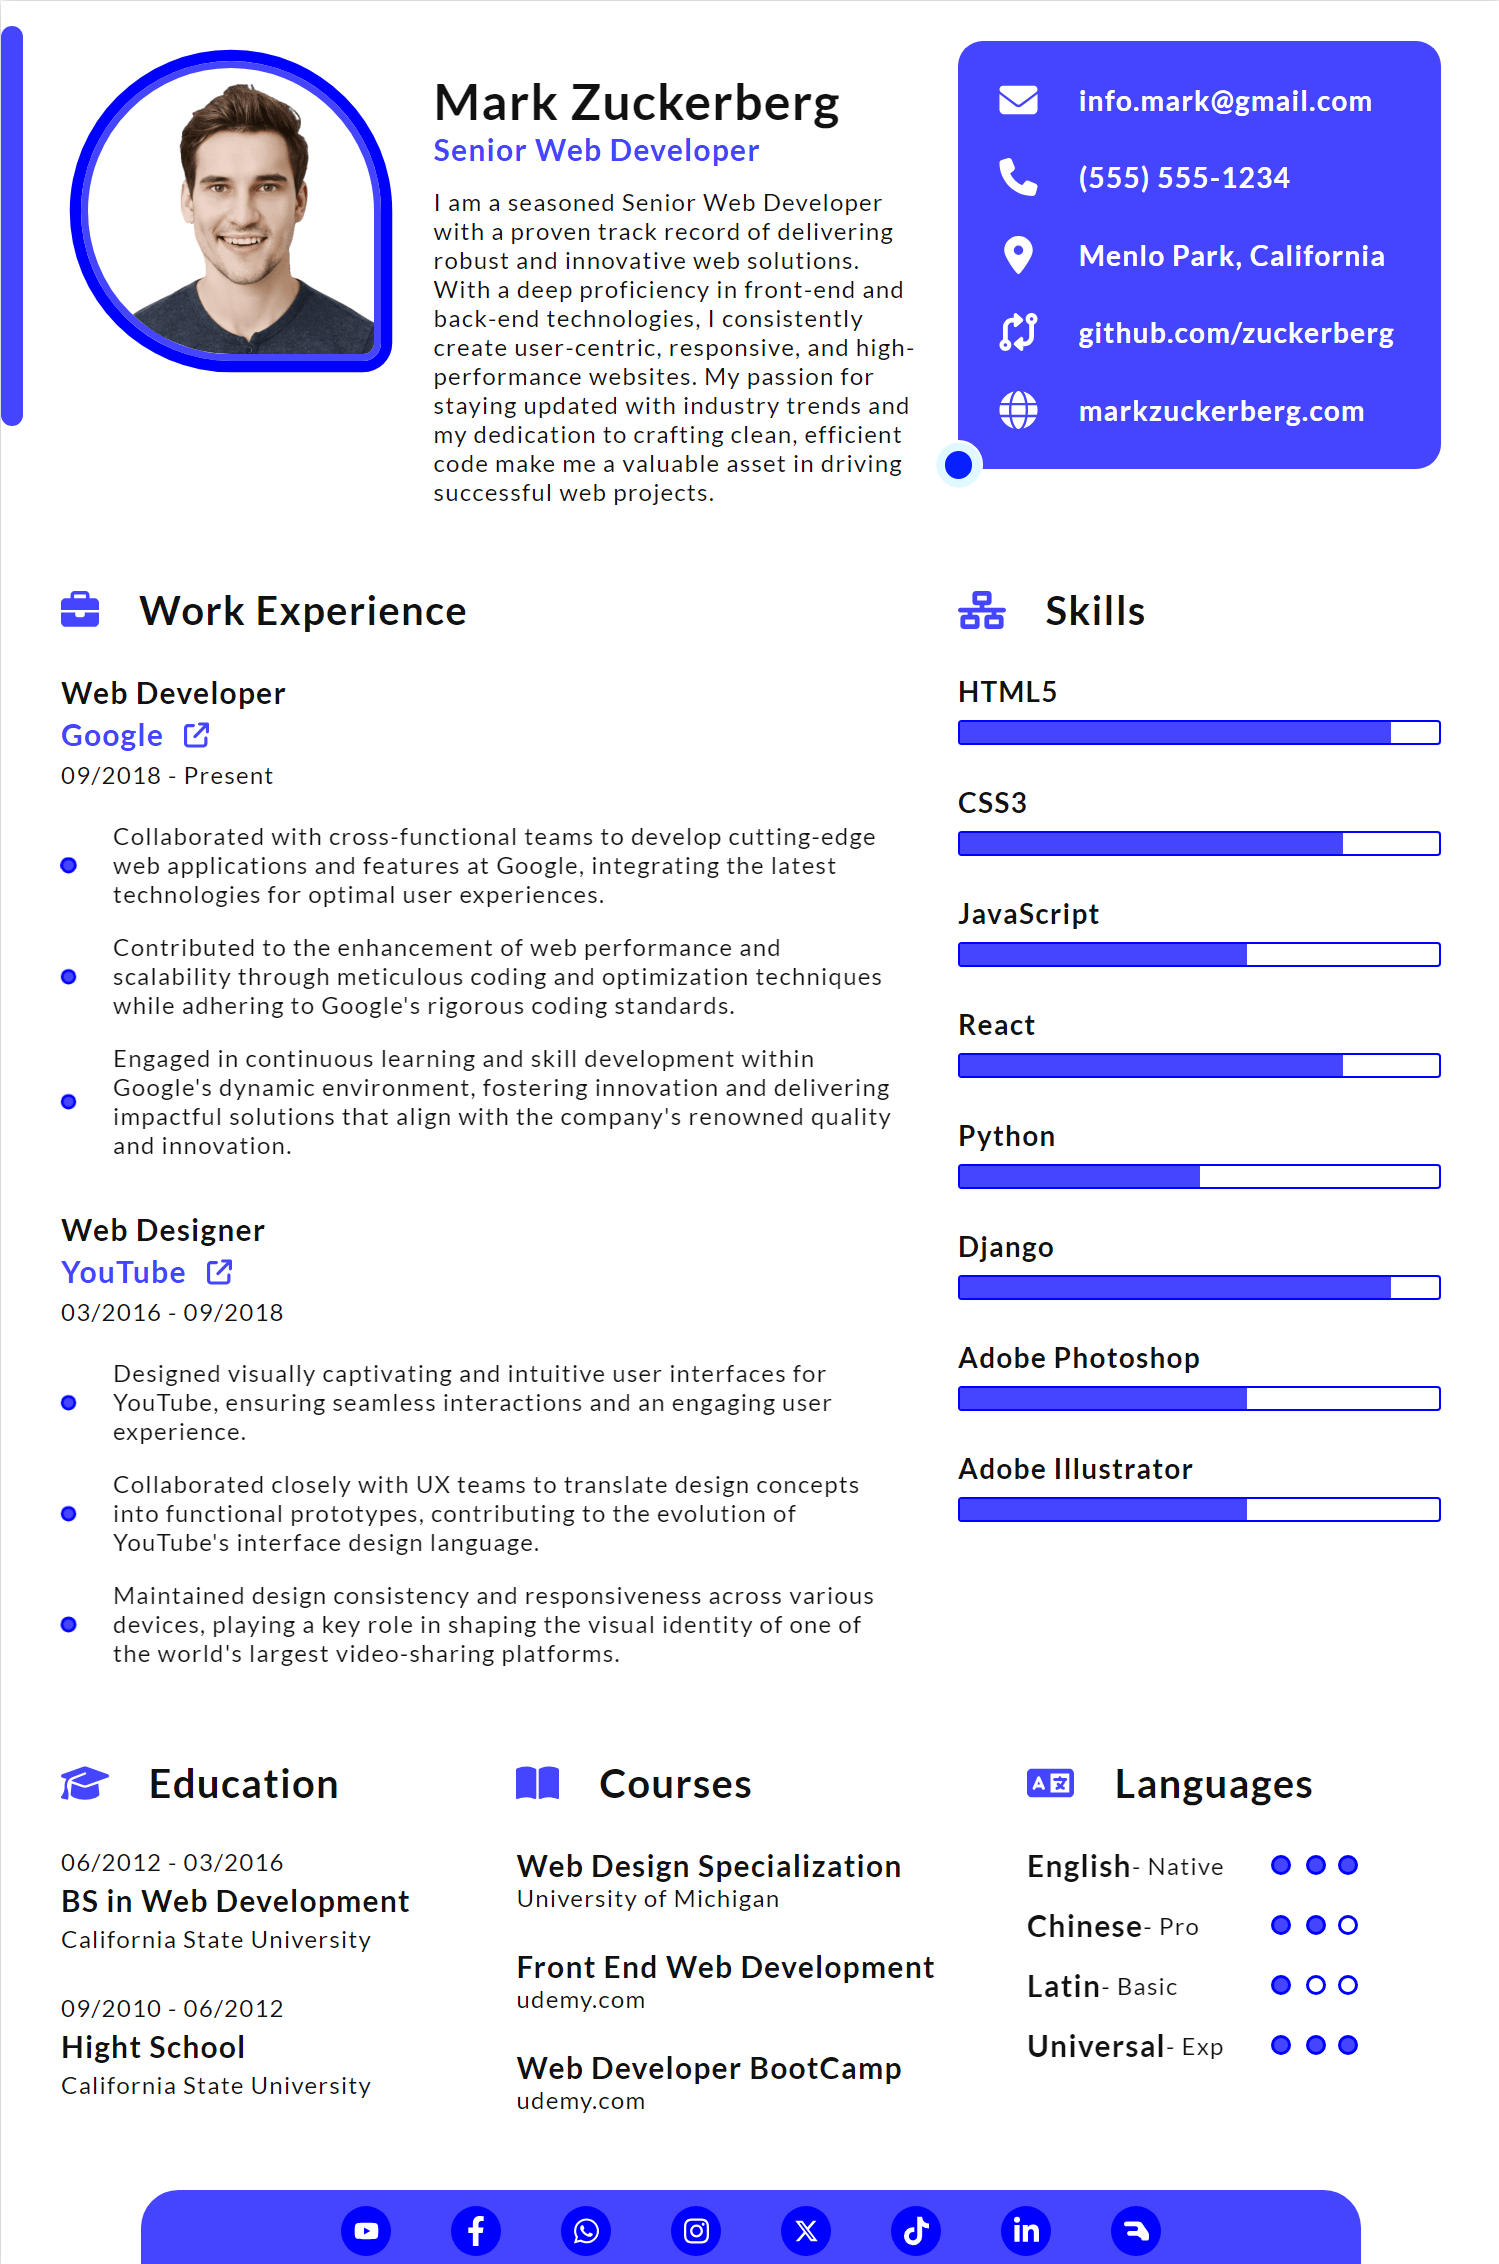 Mark Zuckerberg
Senior Web Developer
I am a seasoned Senior Web Developer
with a proven track record of delivering
robust and innovative web solutions.
With a deep proficiency in front-end and
back-end technologies, I consistently
create user-centric, responsive, and high-
performance websites. My passion for
staying updated with industry trends and
my dedication to crafting clean, efficient
code make me a valuable asset in driving
successful web projects.
info.mark@gmail.com
(555) 555-1234
Menlo Park, California
github.com/zuckerberg
markzuckerberg.com
Work Experience
Web Developer
Google
09/2018 - Present
Collaborated with cross-functional teams to develop cutting-edge
web applications and features at Google, integrating the latest
technologies for optimal user experiences.
Contributed to the enhancement of web performance and
scalability through meticulous coding and optimization techniques
while adhering to Google's rigorous coding standards.
Engaged in continuous learning and skill development within
Google's dynamic environment, fostering innovation and delivering
impactful solutions that align with the company's renowned quality
and innovation.
Web Designer
YouTube
03/2016 - 09/2018
Designed visually captivating and intuitive user interfaces for
YouTube, ensuring seamless interactions and an engaging user
experience.
Collaborated closely with UX teams to translate design concepts
into functional prototypes, contributing to the evolution of
YouTube's interface design language.
Maintained design consistency and responsiveness across various
devices, playing a key role in shaping the visual identity of one of
the world's largest video-sharing platforms.
Skills
HTML5
CSS3
JavaScript
React
Python
Django
Adobe Photoshop
Adobe Illustrator
Education
06/2012 - 03/2016
BS in Web Development
California State University
09/2010 - 06/2012
Hight School
California State University
Courses
Web Design Specialization
University of Michigan
Front End Web Development
udemy.com
Web Developer BootCamp
udemy.com
Languages
English- Native
Chinese- Pro
Latin- Basic
Universal- Exp